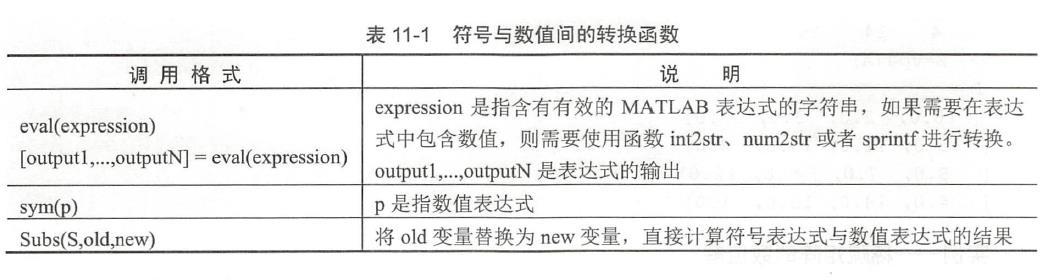 表 11-1 符号与数值间的转换函数
调 用 格 式
说 明
eval(expression)
[output1,...,outputN] = eval(expression)
expression 是指含有有效的 MATLAB 表达式的字符串，如果需要在表达
式中包含数值，则需要使用函数 int2str、num2str 或者 sprintf 进行转换。
output1,...,outputN 是表达式的输出
sym(p)
p 是指数值表达式
Subs(S,old,new)
将 old 变量替换为 new 变量，直接计算符号表达式与数值表达式的结果